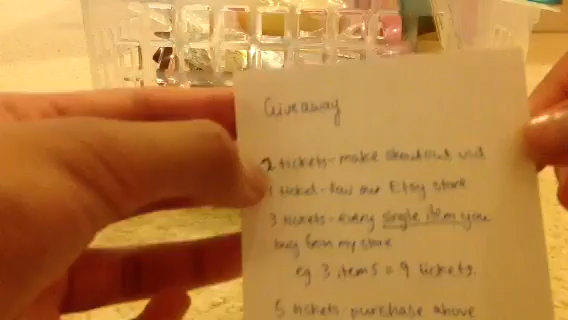 Giveaway
2 tickets - make shoutout vid
1 ticket - fav our Etsy store
3 tickets - every single item you
buy from my store
eg 3 items = 9 tickets.
5 tickets - purchase above